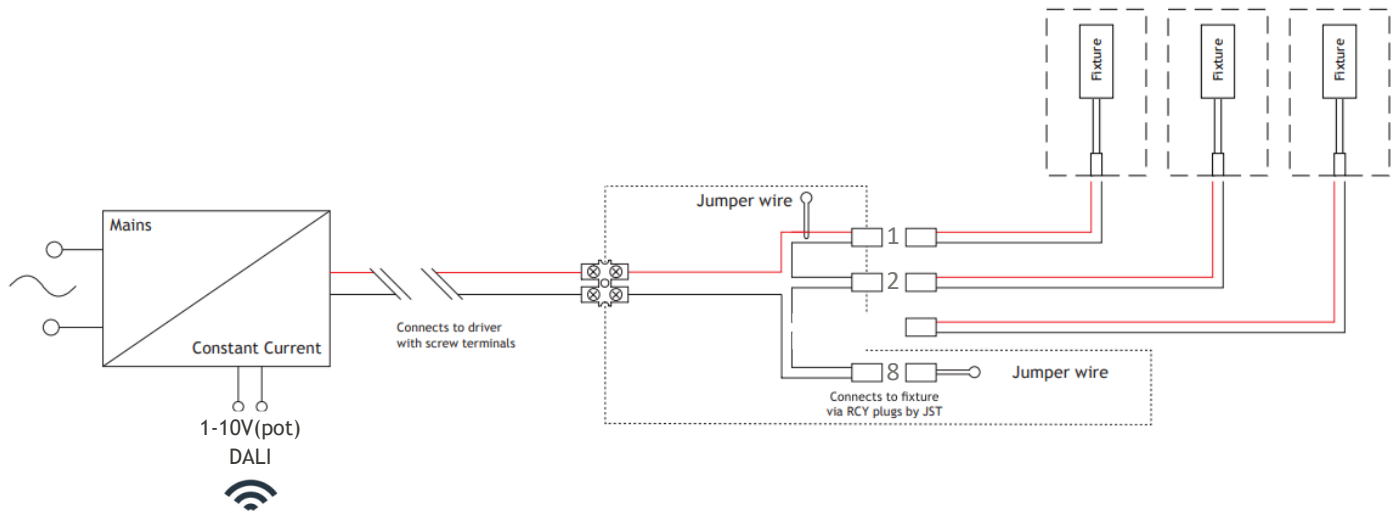 Fixture
Fixture
Fixture
Jumper wire
Mains
1
2
Constant Current
Connects to driver
with screw terminals
8
Jumper wire
Connects to fixture
via RCY plugs by JST
1-10V(pot)
DALI